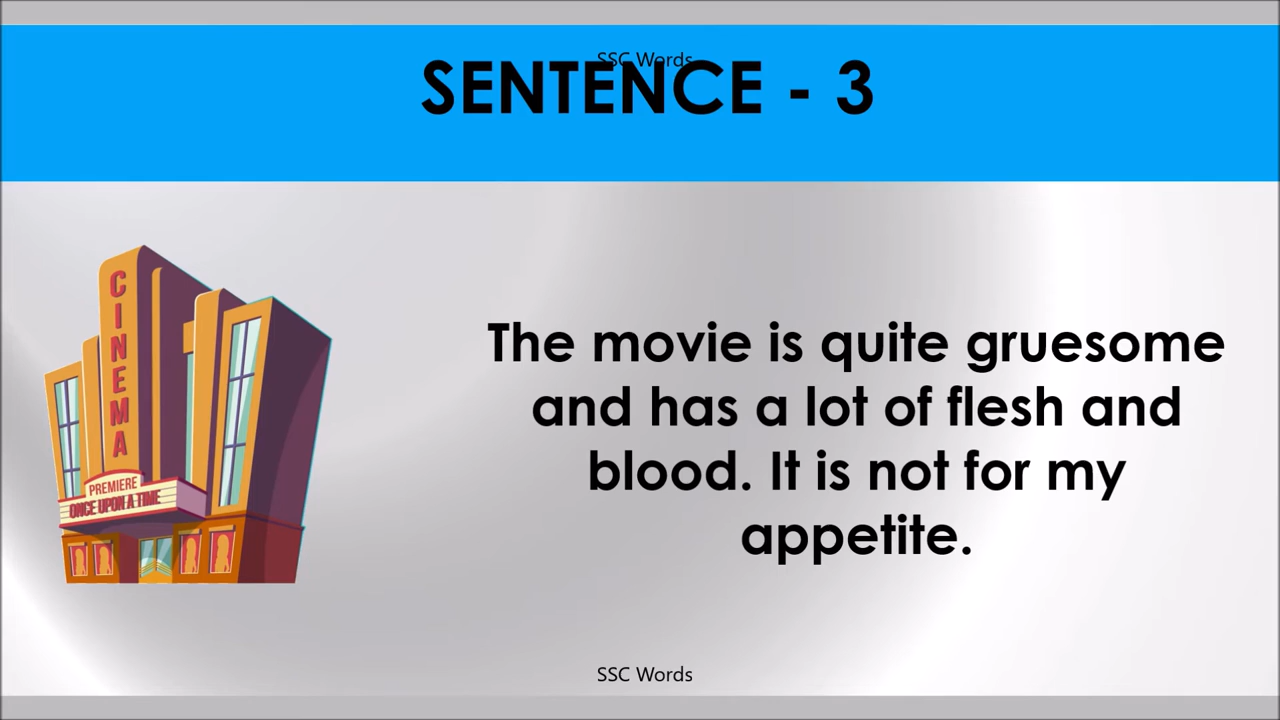 SSC Words
SENTENCE - 3
CINEMA
PREMIERE
ONCE UPON A TIME
The movie is quite gruesome
and has a lot of flesh and
blood. It is not for my
appetite.
SSC Words